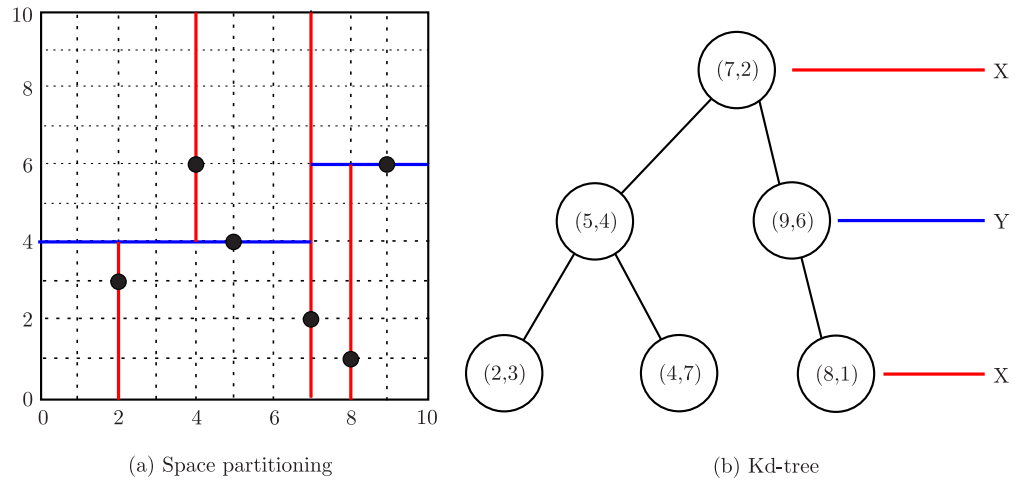 10
8
6
4
2
0
0 2 4 6 8 10
(a) Space partitioning
(7,2) X
(5,4) (9,6) Y
(2,3) (4,7) (8,1) X
(b) Kd-tree